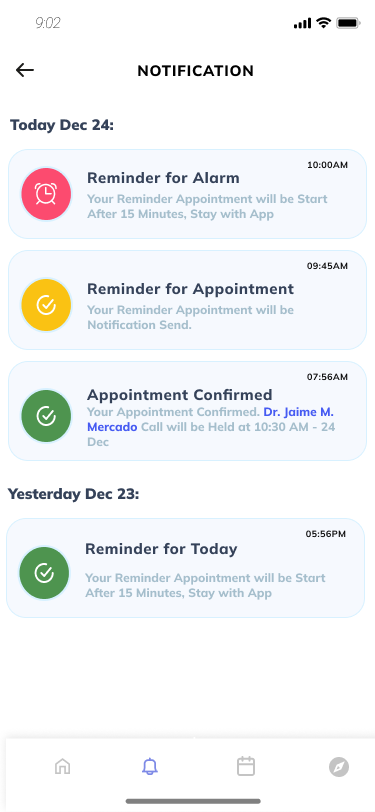 9:02
NOTIFICATION
Today Dec 24:
10:00AM
Reminder for Alarm
Your Reminder Appointment will be Start
After 15 Minutes, Stay with App
09:45AM
Reminder for Appointment
Your Reminder Appointment will be
Notification Send.
07:56AM
Appointment Confirmed
Your Appointment Confirmed. Dr. Jaime M.
Mercado Call will be Held at 10:30 AM - 24
Dec
Yesterday Dec 23:
05:56PM
Reminder for Today
Your Reminder Appointment will be Start
After 15 Minutes, Stay with App